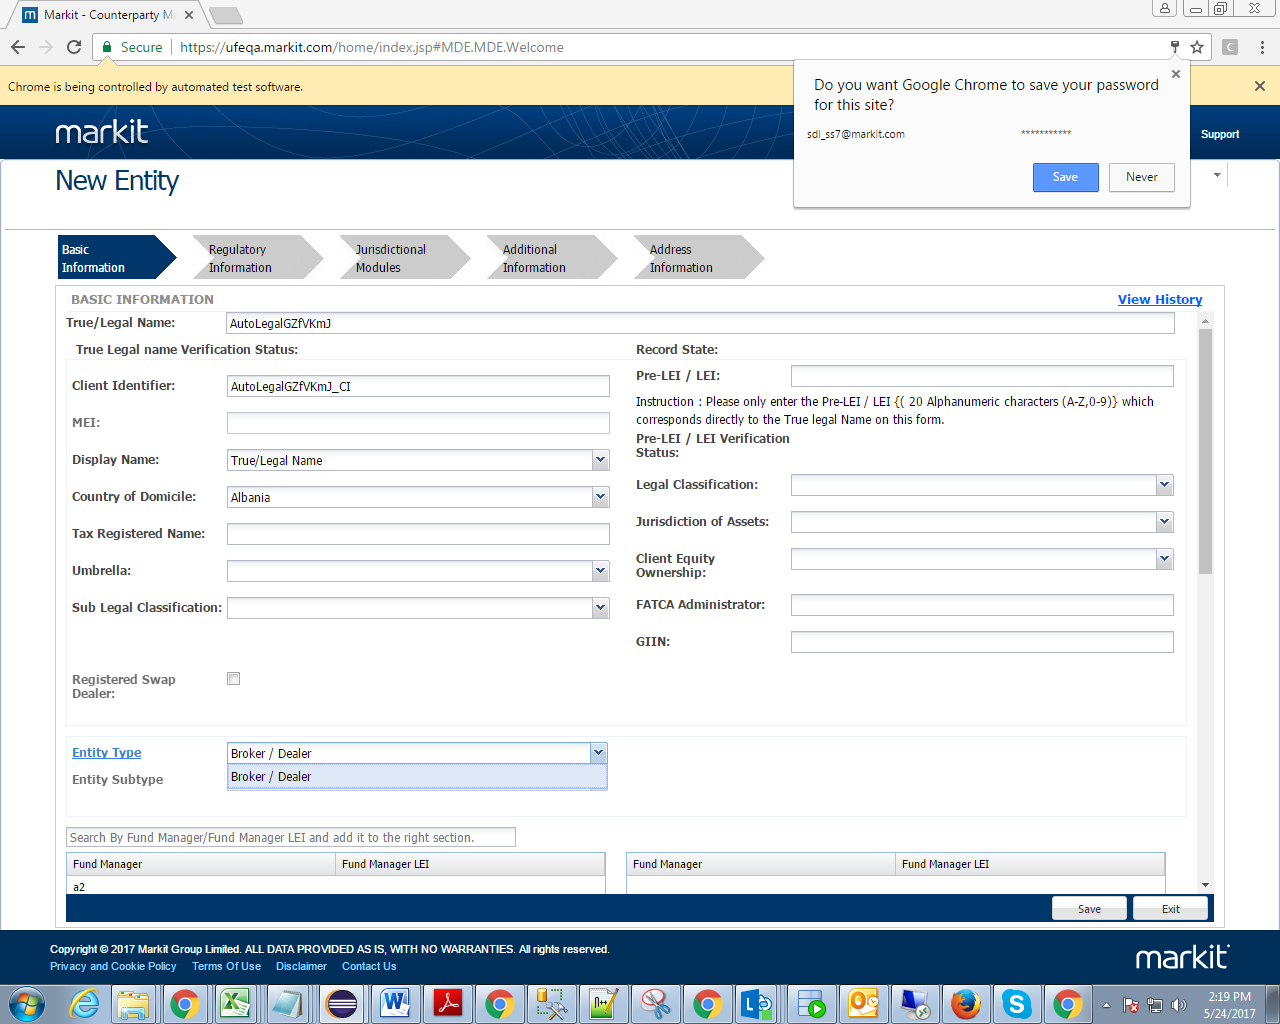 Markit - Counterparty Ma
Secure
https://ufeqa.markit.com/home/index.jsp#MDE.MDE.Welcome
Chrome is being controlled by automated test software.
Do you want Google Chrome to save your password
for this site?
sdl_ss7@markit.com ***********
Save Never
markit
Support
New Entity
Basic
Information
Regulatory
Information
Jurisdictional
Modules
Additional
Information
Address
Information
BASIC INFORMATION
View History
True/Legal Name: AutoLegalGZfVKmJ
True Legal name Verification Status:
Record State:
Client Identifier: AutoLegalGZfVKmJ_CI
Pre-LEI / LEI:
Instruction : Please only enter the Pre-LEI / LEI {( 20 Alphanumeric characters (A-Z,0-9)} which
corresponds directly to the True legal Name on this form.
MEI:
Pre-LEI / LEI Verification
Status:
Display Name: True/Legal Name
Legal Classification:
Country of Domicile: Albania
Jurisdiction of Assets:
Tax Registered Name:
Client Equity
Ownership:
Umbrella:
FATCA Administrator:
Sub Legal Classification:
GIIN:
Registered Swap
Dealer:
Entity Type Broker / Dealer
Broker / Dealer
Entity Subtype
Search By Fund Manager/Fund Manager LEI and add it to the right section.
Fund Manager Fund Manager LEI Fund Manager Fund Manager LEI
a2
Save Exit
Copyright © 2017 Markit Group Limited. ALL DATA PROVIDED AS IS, WITH NO WARRANTIES. All rights reserved.
Privacy and Cookie Policy Terms Of Use Disclaimer Contact Us
markit
2:19 PM
5/24/2017